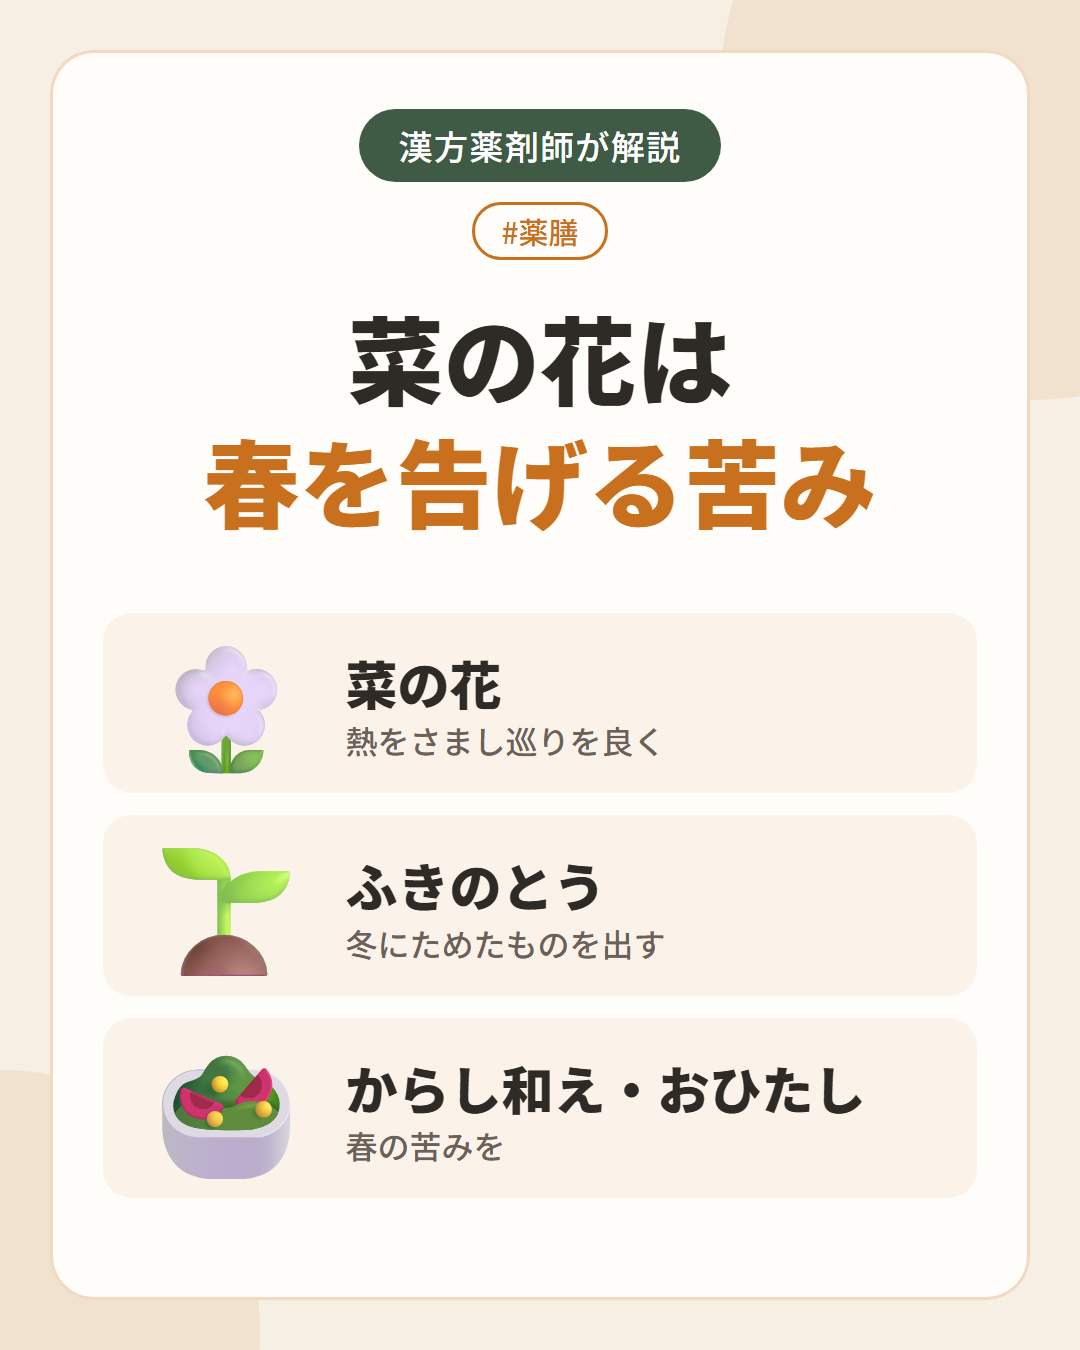 漢方薬剤師が解説
#薬膳
菜の花は
春を告げる苦み
菜の花
熱をさまし巡りを良く
ふきのとう
冬にためたものを出す
からし和え・おひたし
春の苦みを